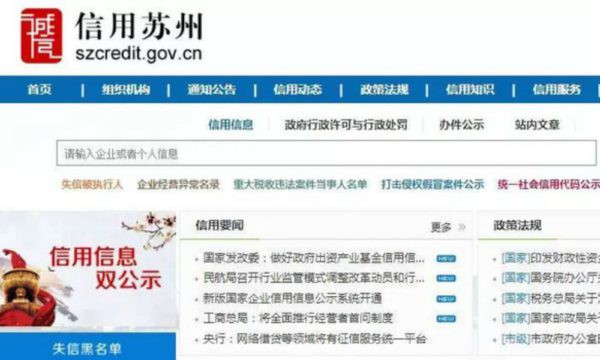 诚信
信用苏州
szcredit.gov.cn
首页 | 组织机构 | 通知公告 | 信用动态 | 政策法规 | 信用知识 | 信用服务
信用信息 政府行政许可与行政处罚 办件公示 站内文章
请输入企业或者个人信息
失信被执行人 企业经营异常名录 重大税收违法案件当事人名单 打击侵权假冒案件公示 统一社会信用代码公示
信用信息
双公示
失信黑名单
信用要闻 更多 »
· 国家发改委：做好政府出资产业基金信用信... NEW
· 民航局召开行业监管模式调整改革动员和行... NEW
· 新版国家企业信用信息公示系统开通 NEW
· 工商总局：将全面推行经营者首问制度 NEW
· 央行：网络借贷等领域将有征信服务统一平台
政策法规
· [国家]印发财政性资金
· [国家]国务院办公厅
· [国家]税务总局关于
· [国家]国家邮政局关于
· [市级]市政府办公室